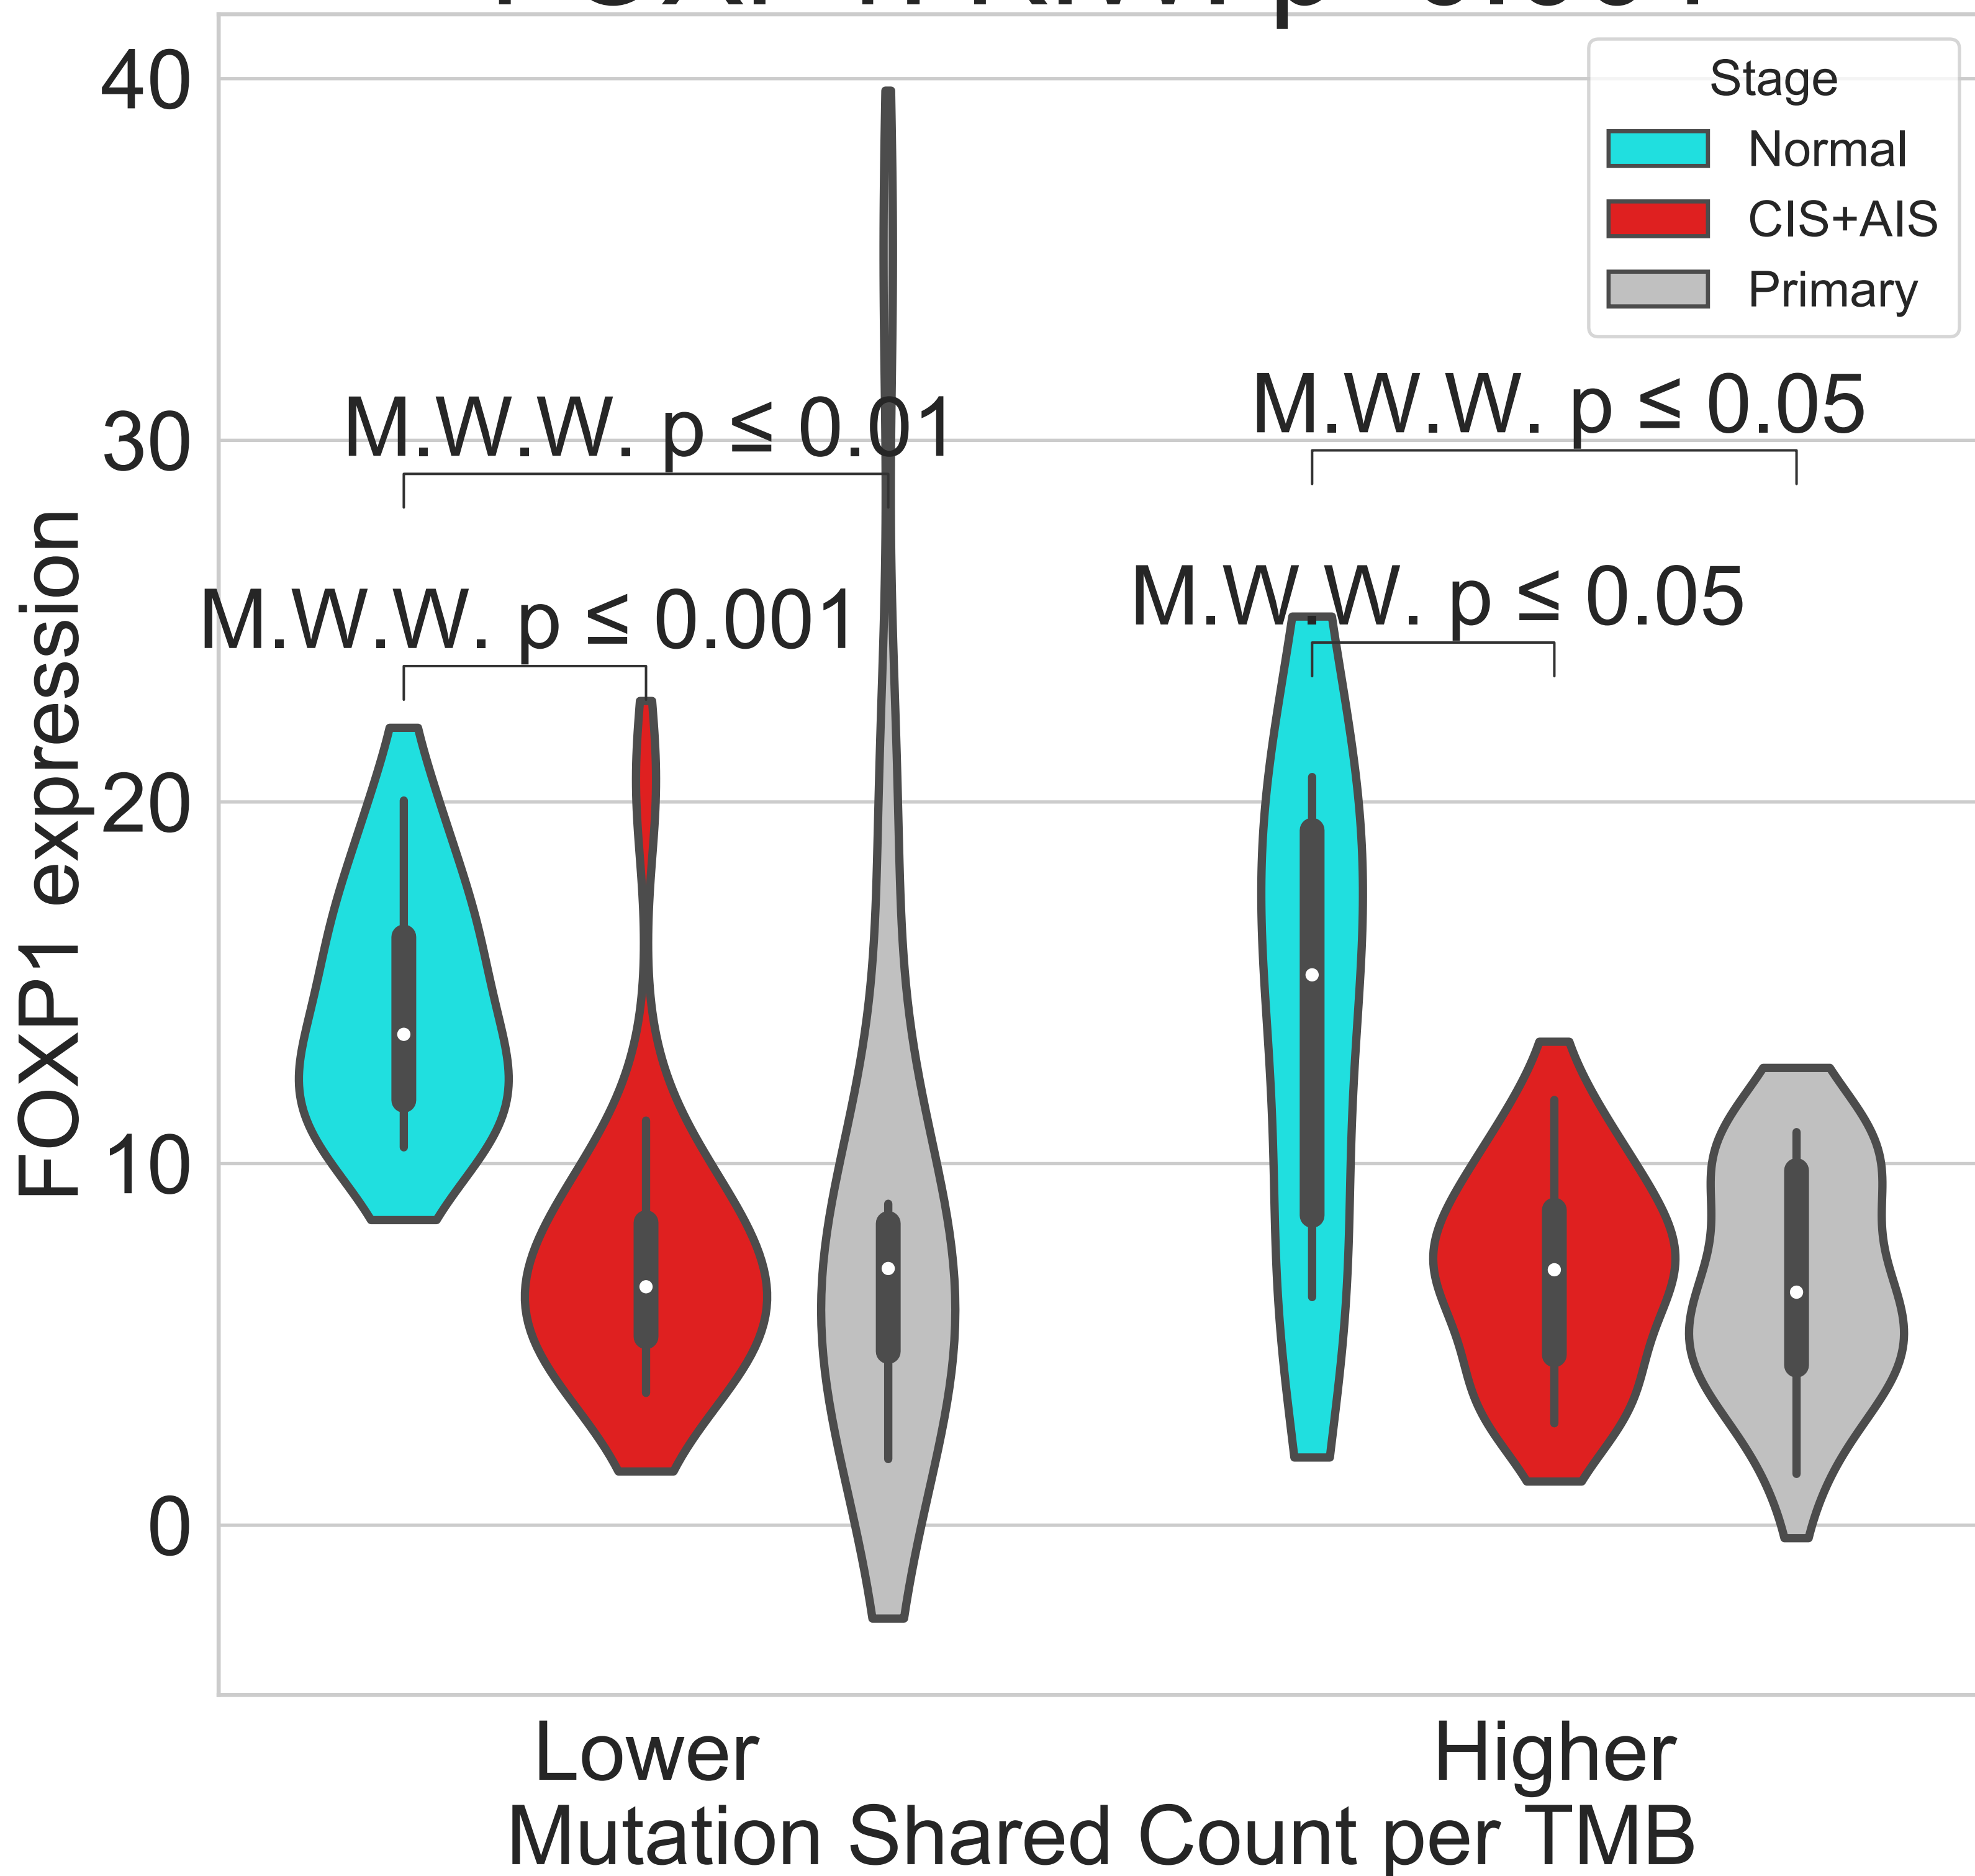 40
Stage
Normal
CIS+AIS
Primary
M.W.W. p ≤ 0.01
M.W.W. p ≤ 0.05
30
M.W.W. p ≤ 0.001
M.W.W. p ≤ 0.05
FOXP1 expression
20
10
0
Lower
Higher
Mutation Shared Count per TMB